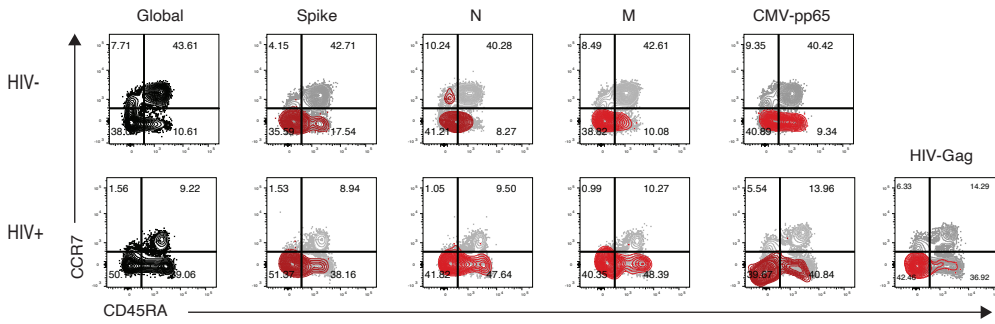 Global Spike N M CMV-pp65
HIV-
7.71 43.61 4.15 42.71 10.24 40.28 8.49 42.61 9.35 40.42
10.61 35.59 17.54 41.21 8.27 38.82 10.08 40.89 9.34
HIV-Gag
HIV+
1.56 9.22 1.53 8.94 1.05 9.50 0.99 10.27 5.54 13.96 6.33 14.29
51.37 38.16 41.82 47.64 40.35 48.39 39.97 40.84 42.46 36.92
CCR7
CD45RA